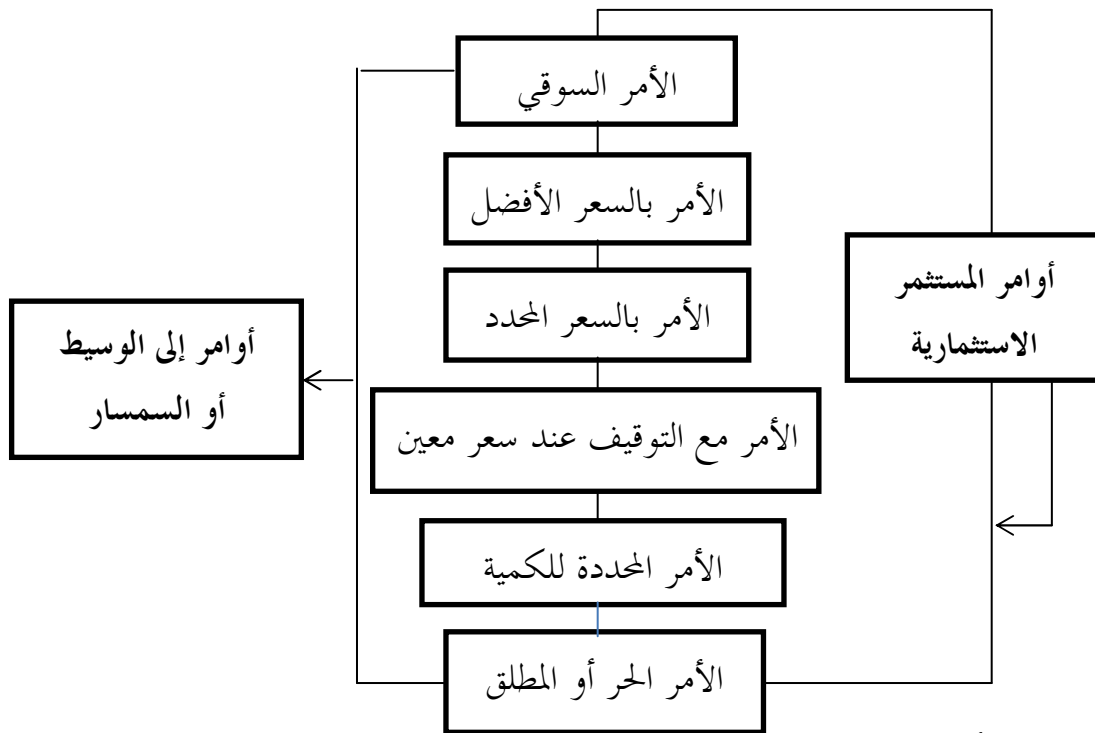 الأمر السوقي
الأمر بالسعر الأفضل
أوامر المستثمر
الاستثمارية
الأمر بالسعر المحدد
أوامر إلى الوسيط
أو السمسار
الأمر مع التوقيف عند سعر معين
الأمر المحددة للكمية
الأمر الحر أو المطلق